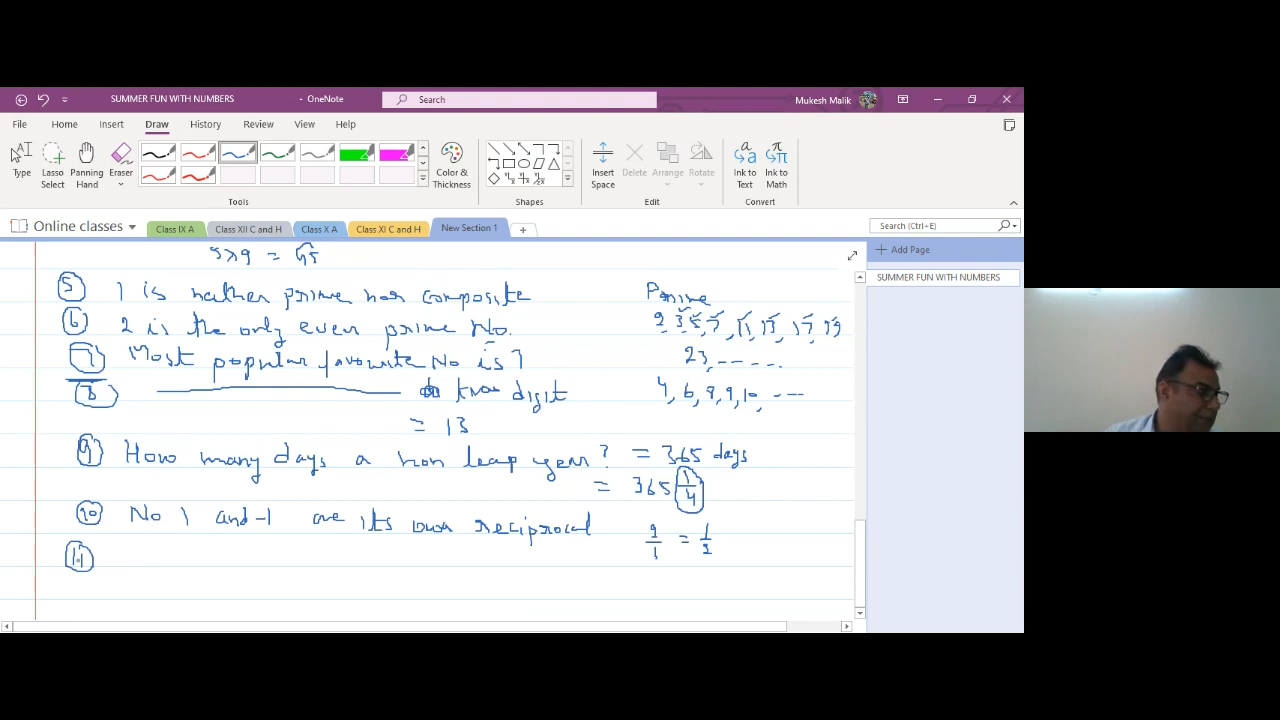 SUMMER FUN WITH NUMBERS - OneNote
Search
Mukesh Malik
File Home Insert Draw History Review View Help
Type
Lasso Select
Panning Hand
Eraser
Color & Thickness
Insert Space
Delete
Arrange
Rotate
Ink to Text
Ink to Math
Tools
Shapes
Edit
Convert
Online classes
Class IX A
Class XII C and H
Class X A
Class XI C and H
New Section 1
Search (Ctrl+E)
Add Page
SUMMER FUN WITH NUMBERS
5x9 = 45
5 1 is neither prime nor composite
Prime
6 2 is the only even prime No.
2, 3, 5, 7, 11, 13, 17, 19
7 Most popular favourite No is 7
23, -- -- --
8 two digit
4, 6, 8, 9, 10, -- --
= 13
9 How many days a non leap year? = 365 days
= 365 1/4
10 No 1 and -1 are its own reciprocal
11